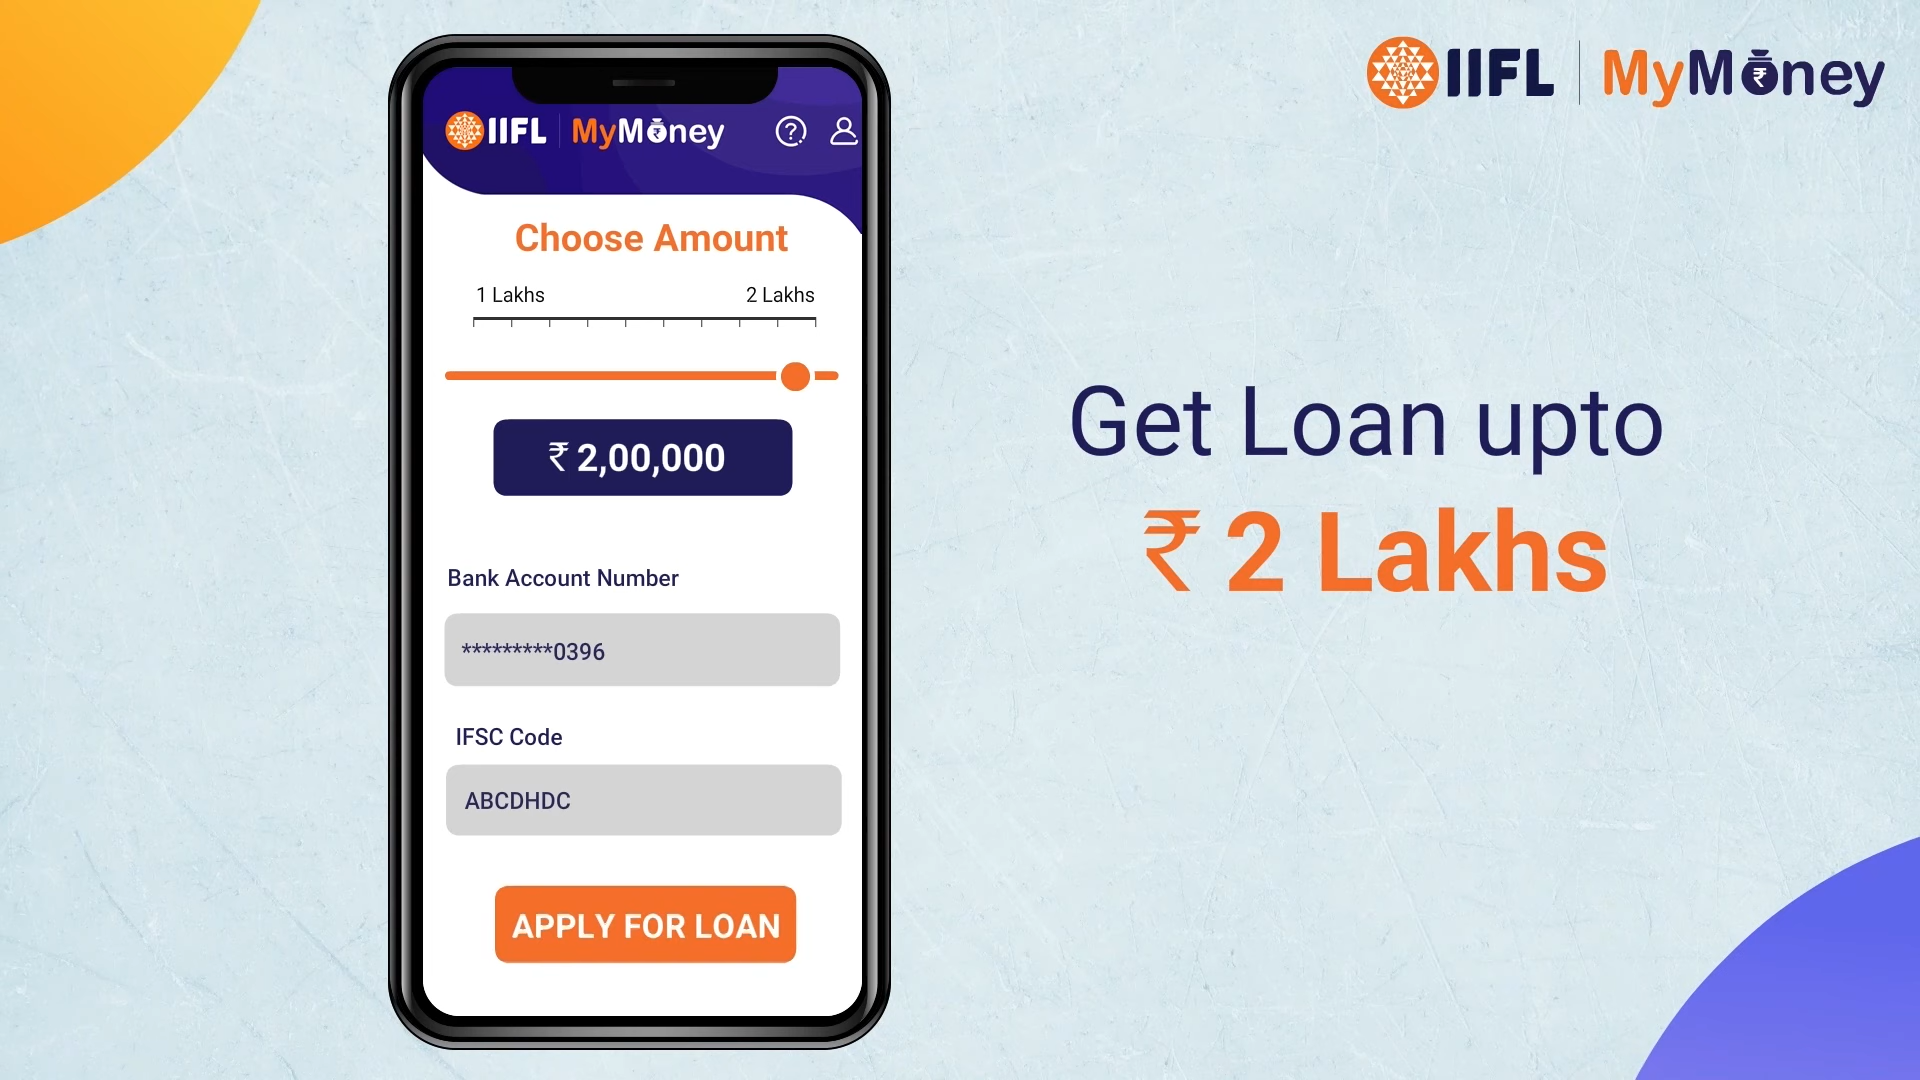 IIFL MyMoney
IIFL MyMoney
Choose Amount
1 Lakhs 2 Lakhs
₹ 2,00,000
Bank Account Number
*********0396
IFSC Code
ABCDHDC
APPLY FOR LOAN
Get Loan upto
₹ 2 Lakhs